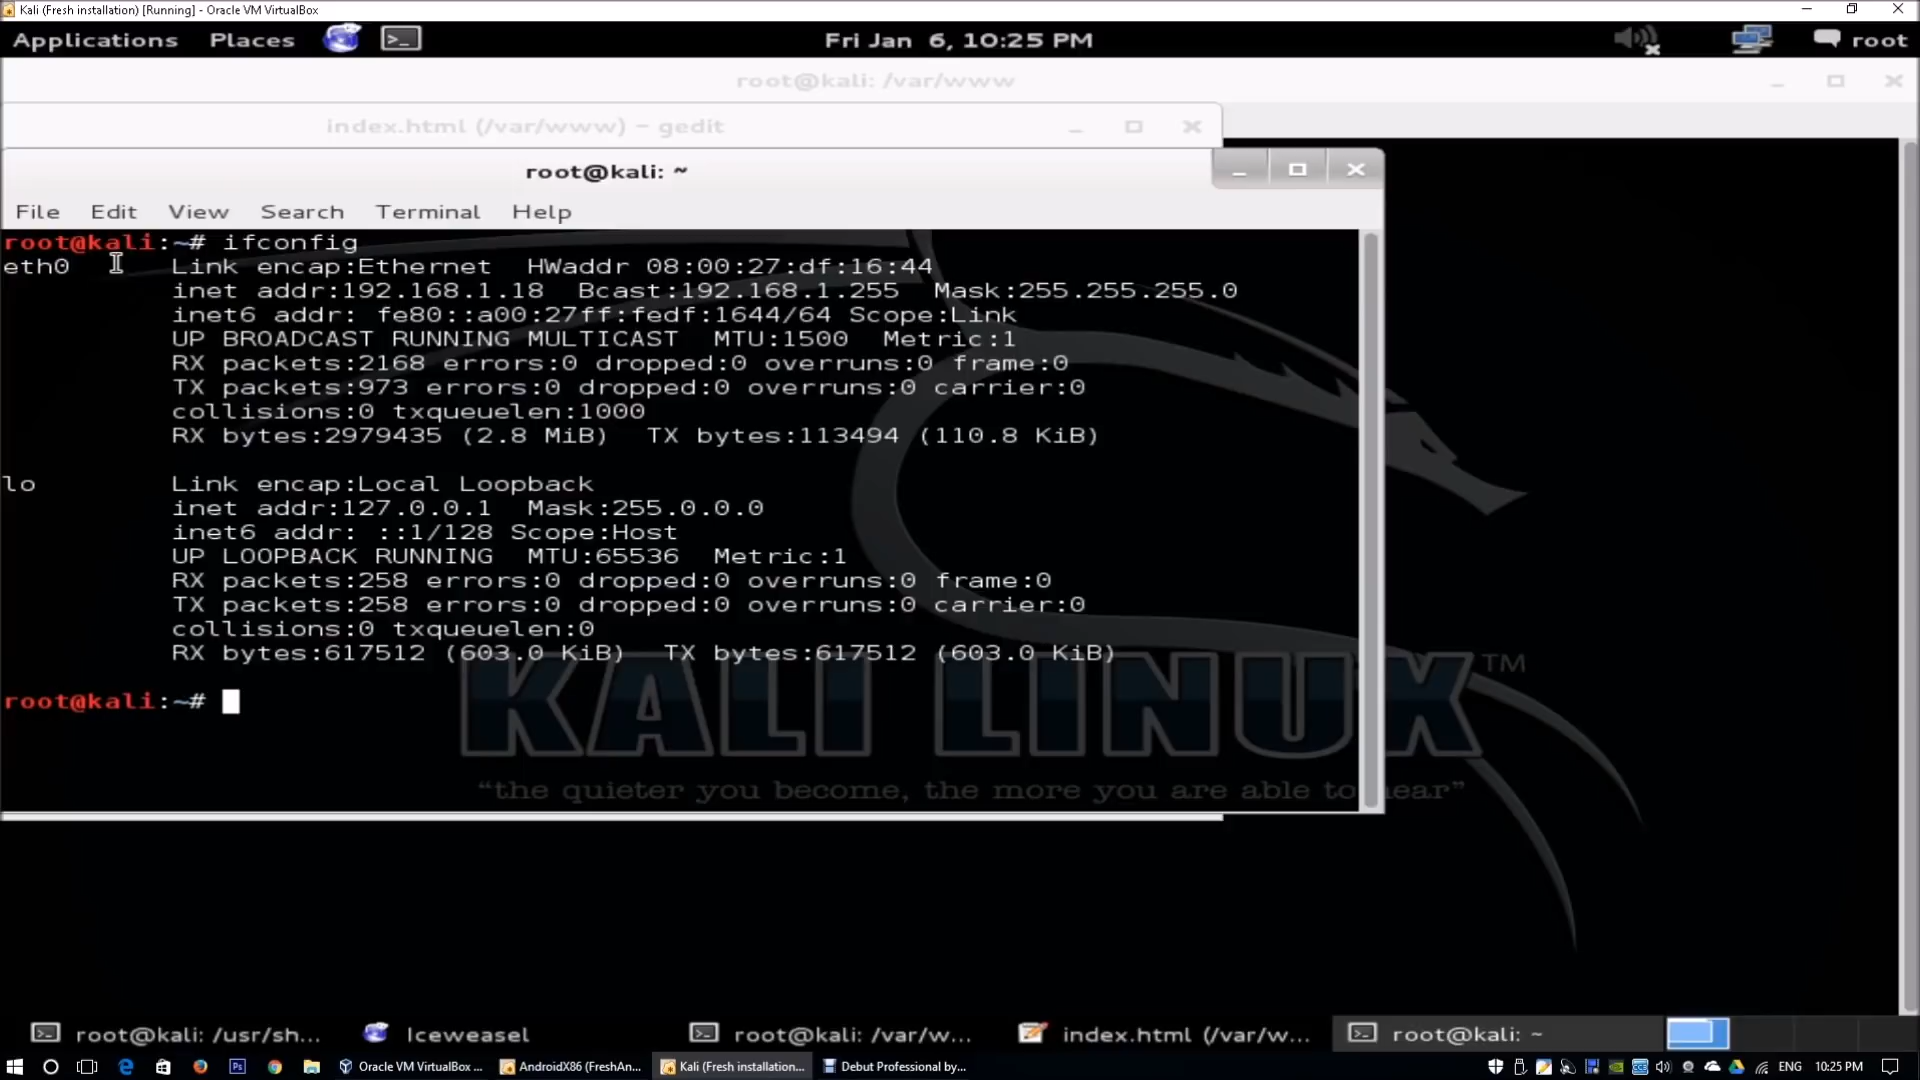 Kali (Fresh installation) [Running] - Oracle VM VirtualBox
Applications Places Fri Jan 6, 10:25 PM root
root@kali: /var/www
index.html (/var/www) - gedit
root@kali: ~
File Edit View Search Terminal Help
root@kali:~# ifconfig
eth0 Link encap:Ethernet HWaddr 08:00:27:df:16:44
inet addr:192.168.1.18 Bcast:192.168.1.255 Mask:255.255.255.0
inet6 addr: fe80::a00:27ff:fedf:1644/64 Scope:Link
UP BROADCAST RUNNING MULTICAST MTU:1500 Metric:1
RX packets:2168 errors:0 dropped:0 overruns:0 frame:0
TX packets:973 errors:0 dropped:0 overruns:0 carrier:0
collisions:0 txqueuelen:1000
RX bytes:2979435 (2.8 MiB) TX bytes:113494 (110.8 KiB)
lo Link encap:Local Loopback
inet addr:127.0.0.1 Mask:255.0.0.0
inet6 addr: ::1/128 Scope:Host
UP LOOPBACK RUNNING MTU:65536 Metric:1
RX packets:258 errors:0 dropped:0 overruns:0 frame:0
TX packets:258 errors:0 dropped:0 overruns:0 carrier:0
collisions:0 txqueuelen:0
RX bytes:617512 (603.0 KiB) TX bytes:617512 (603.0 KiB)
root@kali:~#
KALI LINUX™
“the quieter you become, the more you are able to hear”
root@kali: /usr/sh... Iceweasel root@kali: /var/w... index.html (/var/w... root@kali: ~
Oracle VM VirtualBox ... AndroidX86 (FreshAn... Kali (Fresh installation... Debut Professional by... ENG 10:25 PM